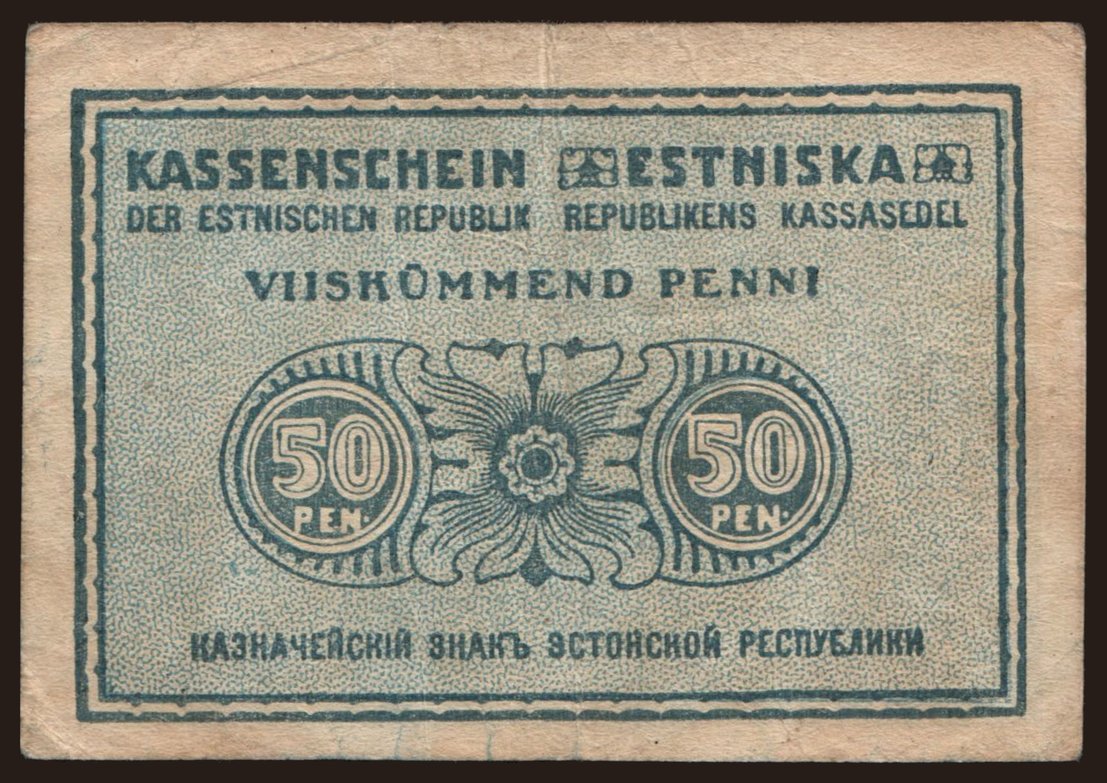 KASSENSCHEIN ESTNISKA
DER ESTNISCHEN REPUBLIK REPUBLIKENS KASSASEDEL
VIISKÜMMEND PENNI
50 50
PEN. PEN.
КАЗНАЧЕЙСКІЙ ЗНАКЪ ЭСТОНСКОЙ РЕСПУБЛИКИ